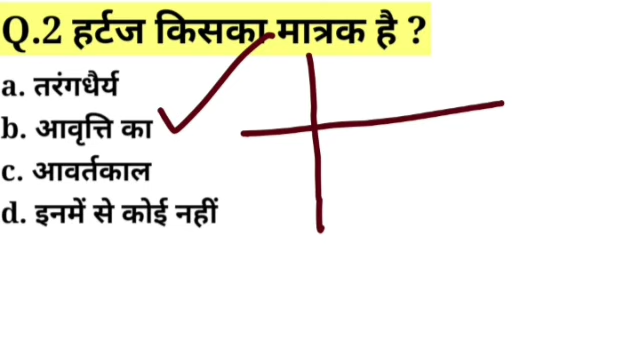 Q.2 हर्टज किसका मात्रक है ?
a. तरंगधैर्य
b. आवृत्ति का
c. आवर्तकाल
d. इनमें से कोई नहीं